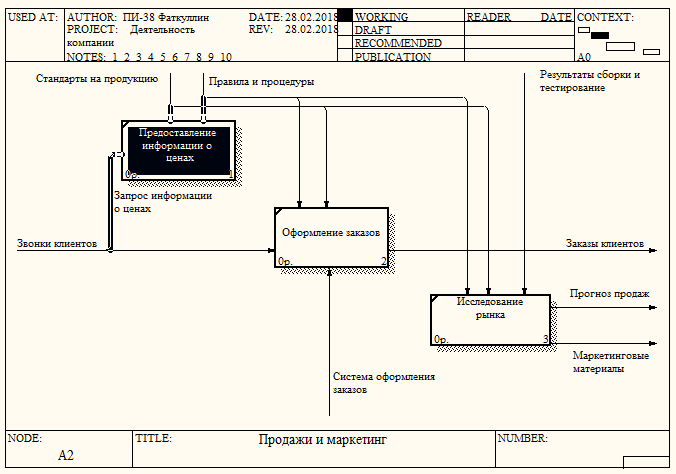 USED AT:
AUTHOR: ПИ-38 Фаткуллин
DATE: 28.02.2018
PROJECT: Деятельность
компании
REV: 28.02.2018
NOTES: 1 2 3 4 5 6 7 8 9 10
WORKING
DRAFT
RECOMMENDED
PUBLICATION
READER DATE
CONTEXT:
A0
Стандарты на продукцию
Правила и процедуры
Результаты сборки и
тестирование
Предоставление
информации о
ценах
0р. 1
Запрос информации
о ценах
Звонки клиентов
Оформление заказов
0р. 2
Заказы клиентов
Исследование
рынка
0р. 3
Прогноз продаж
Маркетинговые
материалы
Система оформления
заказов
NODE:
A2
TITLE:
Продажи и маркетинг
NUMBER: